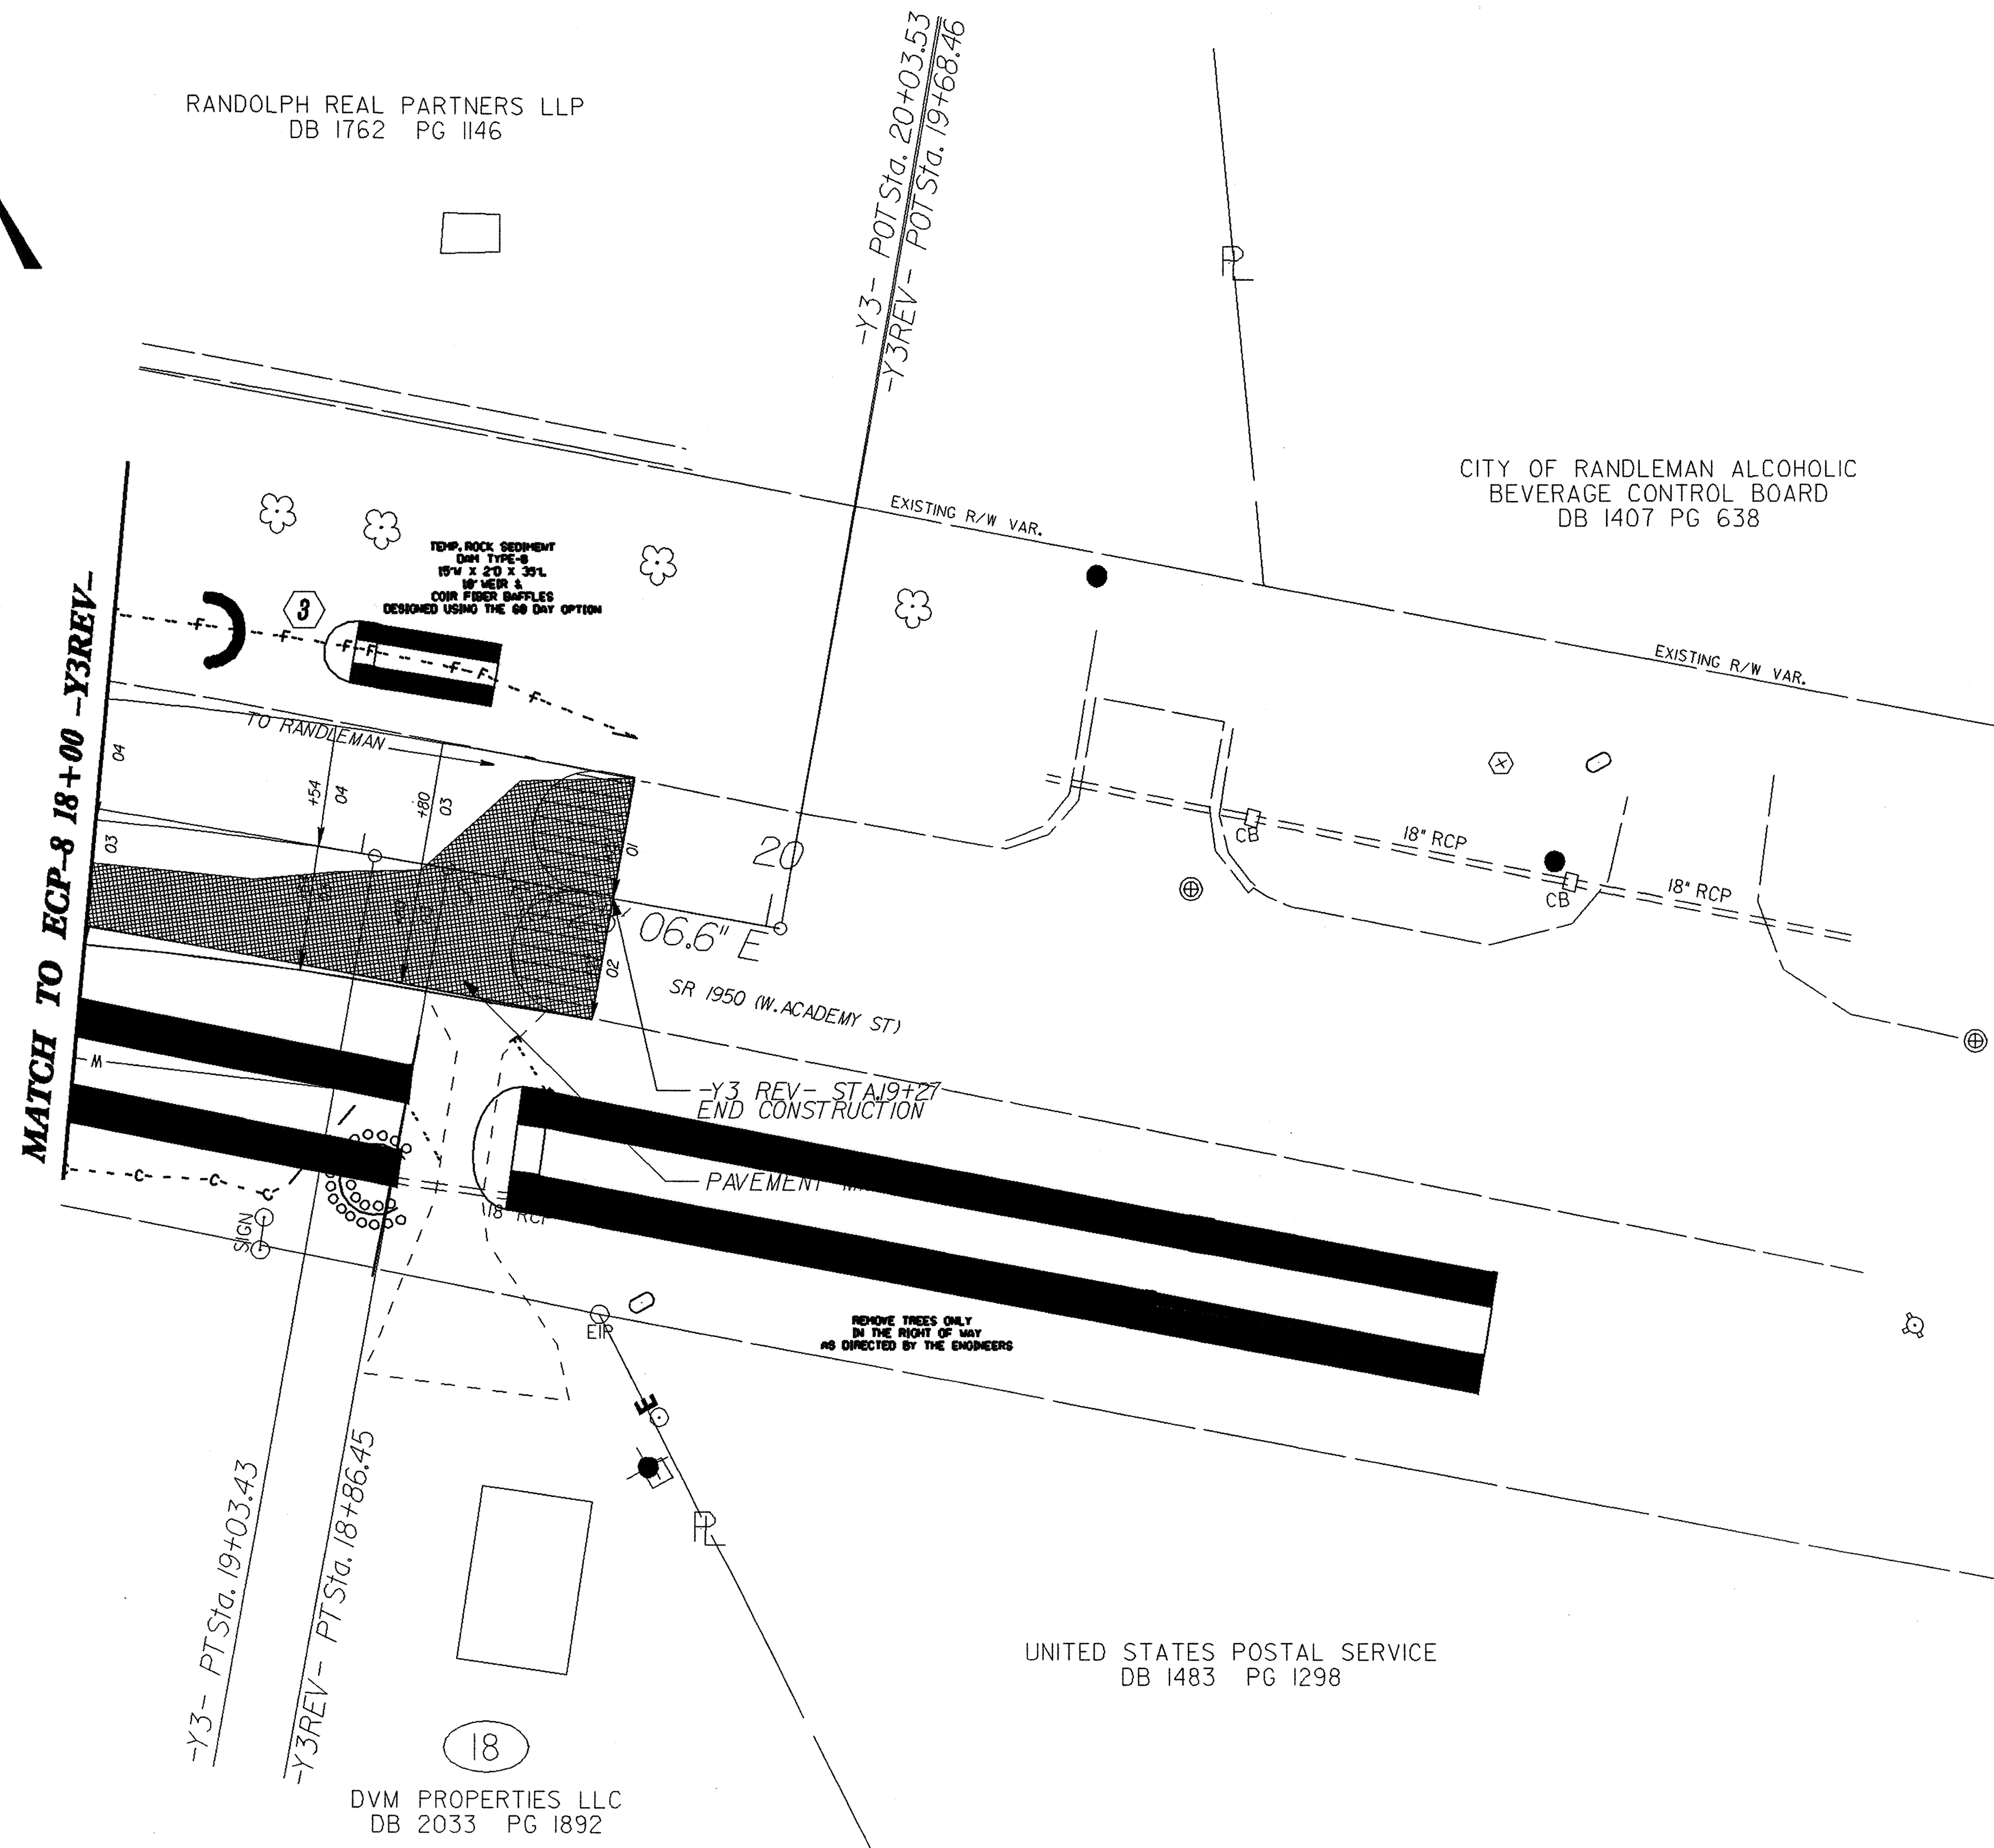 RANDOLPH REAL PARTNERS LLP
DB 1762 PG 1146
-Y3- POT Sta. 20+03.53
-Y3REV- POT Sta. 19+68.46
PL
CITY OF RANDLEMAN ALCOHOLIC
BEVERAGE CONTROL BOARD
DB 1407 PG 638
EXISTING R/W VAR.
EXISTING R/W VAR.
TEMP. ROCK SEDIMENT
DAM TYPE-B
15'W X 2'D X 35'L
18' WEIR &
COIR FIBER BAFFLES
DESIGNED USING THE 60 DAY OPTION
3
F
F
F
F
F
F
F
MATCH TO ECP-8 18+00 -Y3REV-
TO RANDLEMAN
04
+54
04
+80
03
03
01
02
20
06.6" E
SR 1950 (W. ACADEMY ST)
CB
18" RCP
CB
18" RCP
-Y3 REV- STA.19+27
END CONSTRUCTION
PAVEMENT
W
F
C
C
C
SIGN
18" RCP
EIP
REMOVE TREES ONLY
IN THE RIGHT OF WAY
AS DIRECTED BY THE ENGINEERS
E
PL
-Y3- PT Sta. 19+03.43
-Y3REV- PT Sta. 18+86.45
UNITED STATES POSTAL SERVICE
DB 1483 PG 1298
18
DVM PROPERTIES LLC
DB 2033 PG 1892